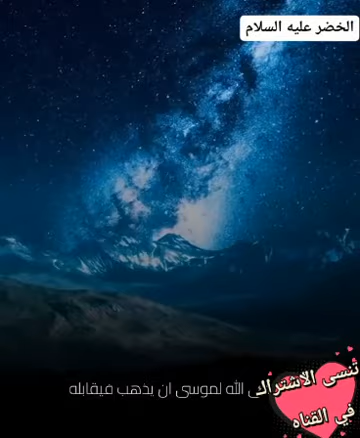 الخضر عليه السلام
الله لموسى ان يذهب فيقابله
تنسى الاشتراك
في القناه